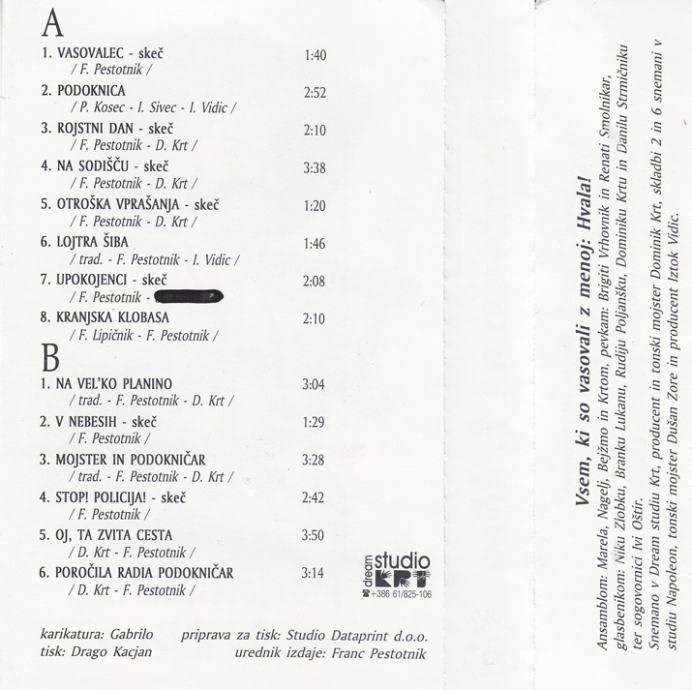 A
1. VASOVALEC - skeč 1:40
/ F. Pestotnik /
2. PODOKNICA 2:52
/ P. Kosec - I. Sivec - I. Vidic /
3. ROJSTNI DAN - skeč 2:10
/ F. Pestotnik - D. Krt /
4. NA SODIŠČU - skeč 3:38
/ F. Pestotnik - D. Krt /
5. OTROŠKA VPRAŠANJA - skeč 1:20
/ F. Pestotnik - D. Krt /
6. LOJTRA ŠIBA 1:46
/ trad. - F. Pestotnik - I. Vidic /
7. UPOKOJENCI - skeč 2:08
/ F. Pestotnik -
8. KRANJSKA KLOBASA 2:10
/ F. Lipičnik - F. Pestotnik /
B
1. NA VEL'KO PLANINO 3:04
/ trad. - F. Pestotnik - D. Krt /
2. V NEBESIH - skeč 1:29
/ F. Pestotnik /
3. MOJSTER IN PODOKNIČAR 3:28
/ trad. - F. Pestotnik - D. Krt /
4. STOP! POLICIJA! - skeč 2:42
/ F. Pestotnik /
5. OJ, TA ZVITA CESTA 3:50
/ D. Krt - F. Pestotnik /
6. POROČILA RADIA PODOKNIČAR 3:14
/ D. Krt - F. Pestotnik /
dream studio
KRT
☎+386 61/825-106
karikatura: Gabrilo priprava za tisk: Studio Dataprint d.o.o.
tisk: Drago Kacjan urednik izdaje: Franc Pestotnik
Vsem, ki so vasovali z menoj: Hvala!
Ansamblom: Marela, Nagelj, Bejžmo in Krtom, pevkam: Brigiti Vrhovnik in Renati Smolnikar,
glasbenikom: Niku Zlobku, Branku Lukanu, Rudiju Poljanšku, Dominiku Krtu in Danilu Strmičniku
ter sogovornici Ivi Oštir.
Snemano v Dream studiu Krt, producent in tonski mojster Dominik Krt, skladbi 2 in 6 snemani v
studiu Napoleon, tonski mojster Dušan Zore in producent Iztok Vidic.